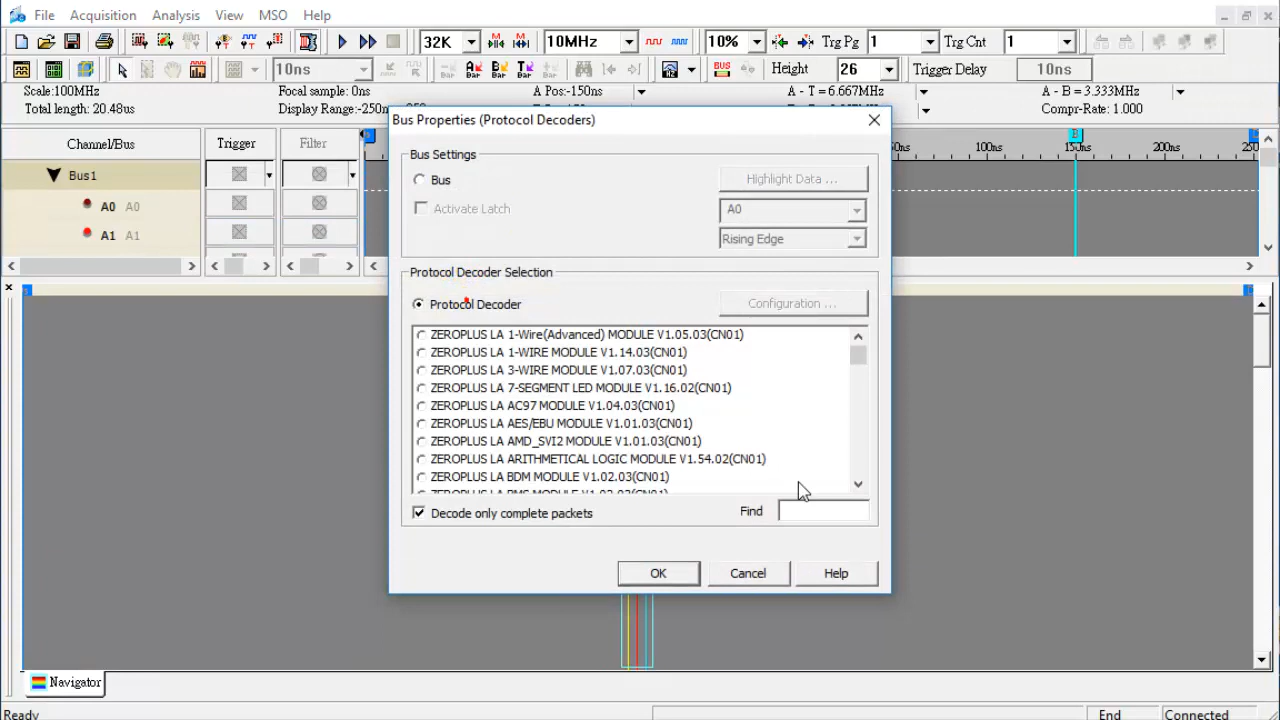 File Acquisition Analysis View MSO Help
32K 10MHz 10% Trg Pg 1 Trg Cnt 1
10ns Bar Bar Bar Bar BUS Height 26 Trigger Delay 10ns
Scale:100MHz Focal sample: 0ns A Pos:-150ns A - T = 6.667MHz A - B = 3.333MHz
Total length: 20.48us Display Range:-250ns Compr-Rate: 1.000
Channel/Bus Trigger Filter
100ns 150ns
Bus1
A0 A0
A1 A1
Bus Properties (Protocol Decoders)
Bus Settings
Bus Highlight Data ...
Activate Latch A0
Rising Edge
Protocol Decoder Selection
Protocol Decoder Configuration ...
ZEROPLUS LA 1-Wire(Advanced) MODULE V1.05.03(CN01)
ZEROPLUS LA 1-WIRE MODULE V1.14.03(CN01)
ZEROPLUS LA 3-WIRE MODULE V1.07.03(CN01)
ZEROPLUS LA 7-SEGMENT LED MODULE V1.16.02(CN01)
ZEROPLUS LA AC97 MODULE V1.04.03(CN01)
ZEROPLUS LA AES/EBU MODULE V1.01.03(CN01)
ZEROPLUS LA AMD_SVI2 MODULE V1.01.03(CN01)
ZEROPLUS LA ARITHMETICAL LOGIC MODULE V1.54.02(CN01)
ZEROPLUS LA BDM MODULE V1.02.03(CN01)
Decode only complete packets Find
OK Cancel Help
Navigator
Ready End Connected